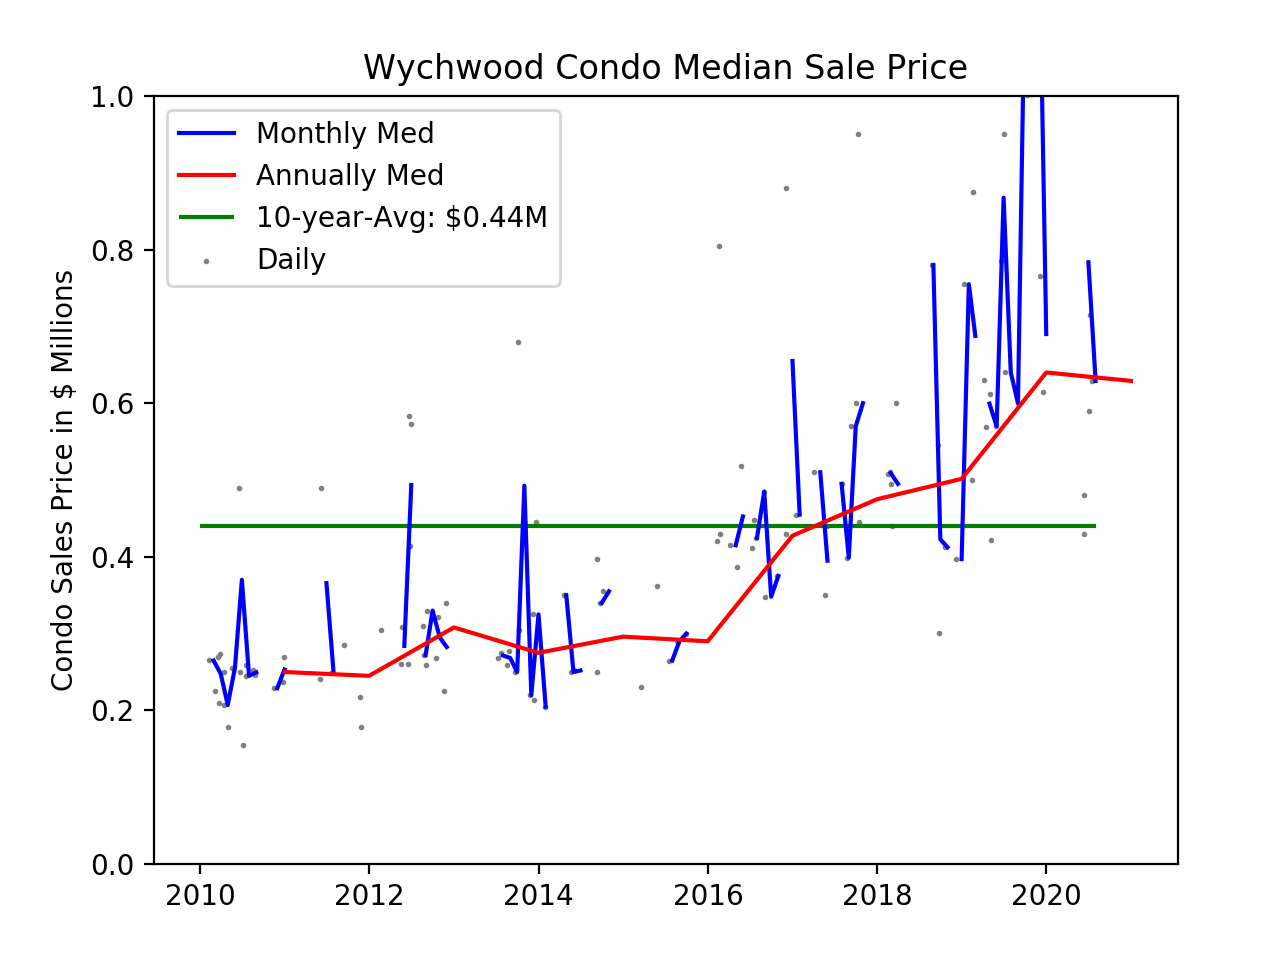 Wychwood Condo Median Sale Price
Monthly Med
Annually Med
10-year-Avg: $0.44M
Daily
Condo Sales Price in $ Millions
1.0
0.8
0.6
0.4
0.2
0.0
2010 2012 2014 2016 2018 2020